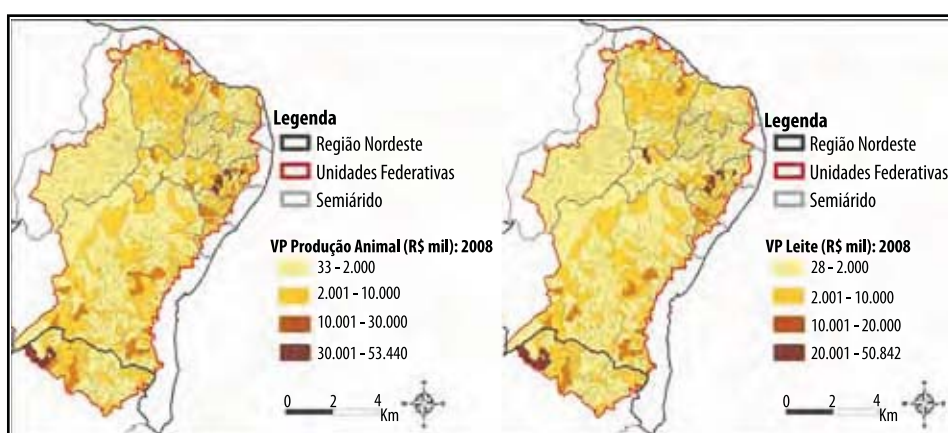 Legenda
Região Nordeste
Unidades Federativas
Semiárido
VP Produção Animal (R$ mil): 2008
33 – 2.000
2.001 – 10.000
10.001 – 30.000
30.001 – 53.440
0 2 4
Km
Legenda
Região Nordeste
Unidades Federativas
Semiárido
VP Leite (R$ mil): 2008
28 – 2.000
2.001 – 10.000
10.001 – 20.000
20.001 – 50.842
0 2 4
Km